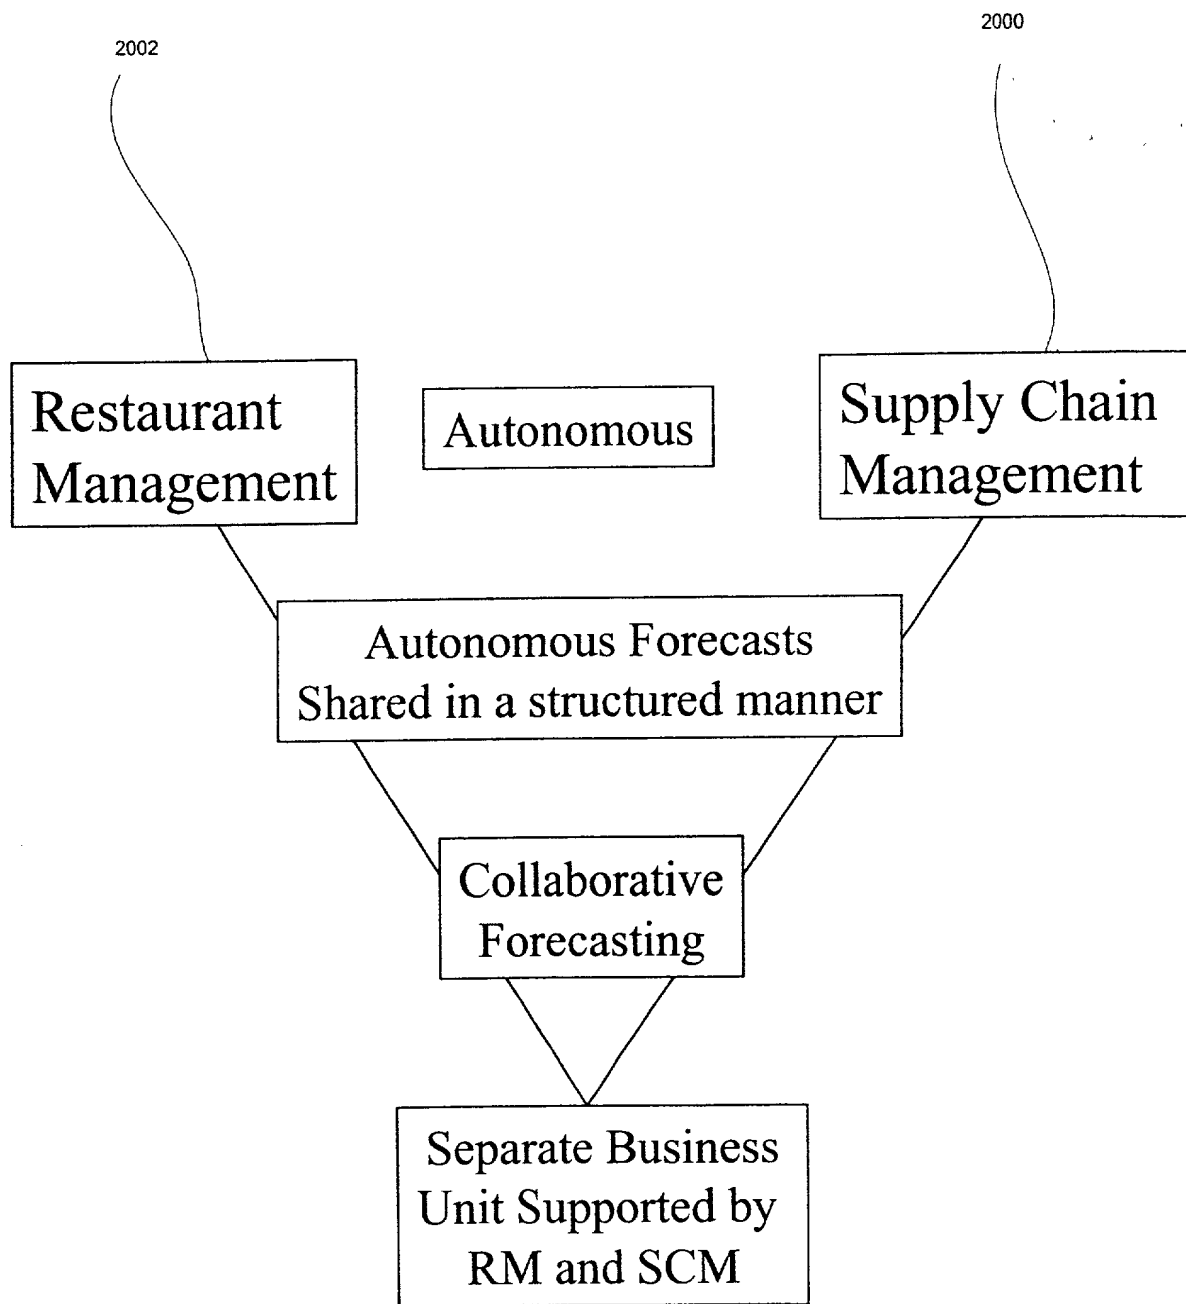 2002
2000
Restaurant
Management
Autonomous
Supply Chain
Management
Autonomous Forecasts
Shared in a structured manner
Collaborative
Forecasting
Separate Business
Unit Supported by
RM and SCM